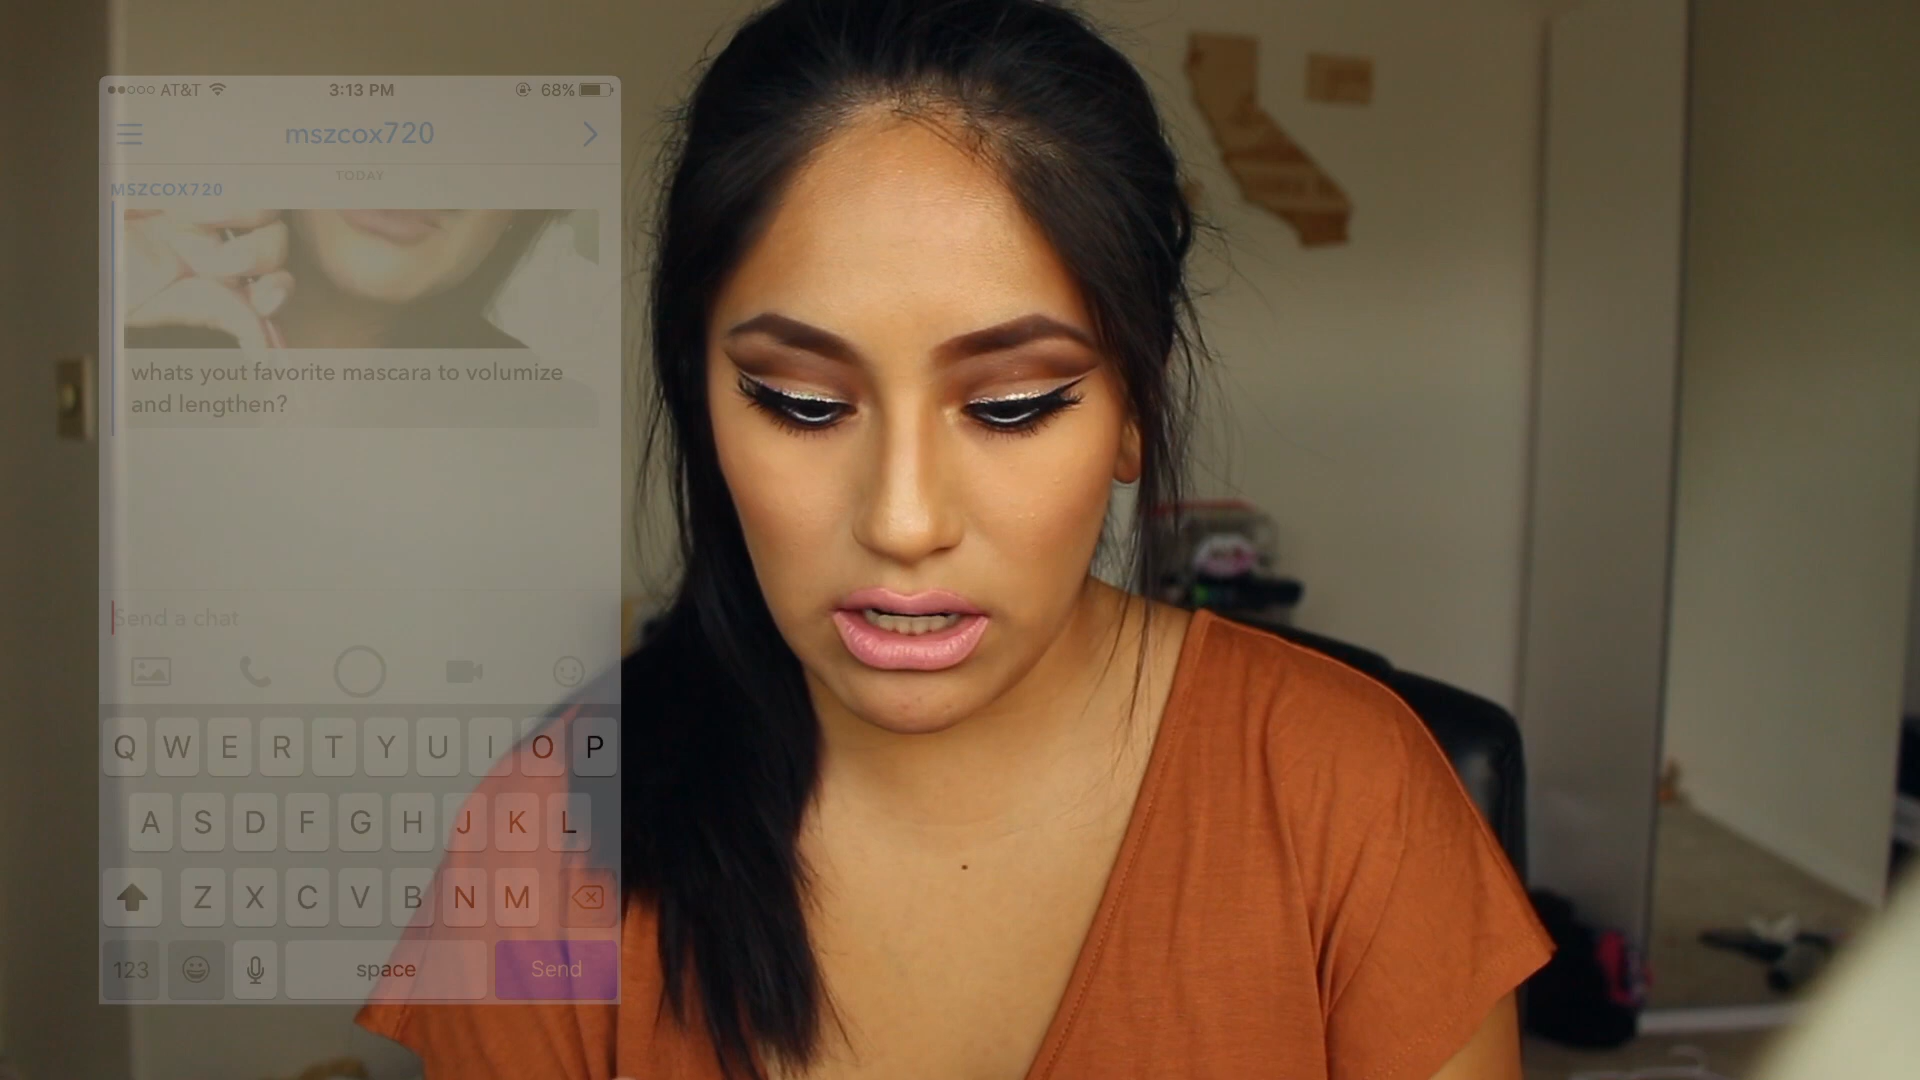 AT&T 3:13 PM 68%
mszcox720
TODAY
MSZCOX720
whats yout favorite mascara to volumize
and lengthen?
Send a chat
Q W E R T Y U I O P
A S D F G H J K L
Z X C V B N M
123 space Send